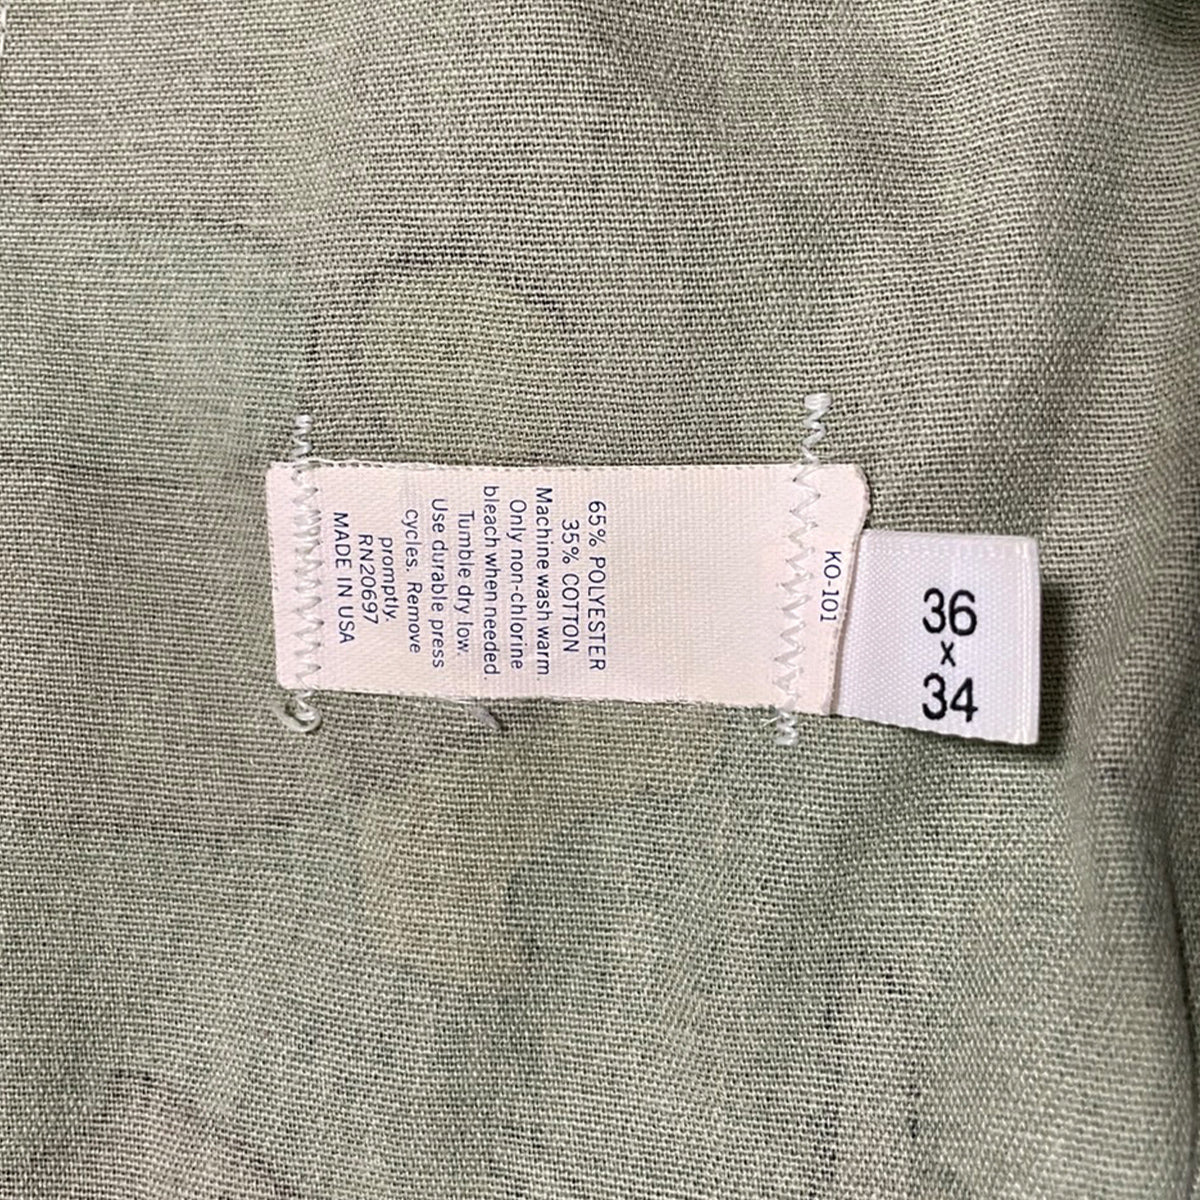 65% POLYESTER
35% COTTON
Machine wash warm
Only non-chlorine
bleach when needed.
Tumble dry low.
Use durable press
cycles. Remove
promptly.
RN20697
MADE IN USA
KO-101
36
x
34